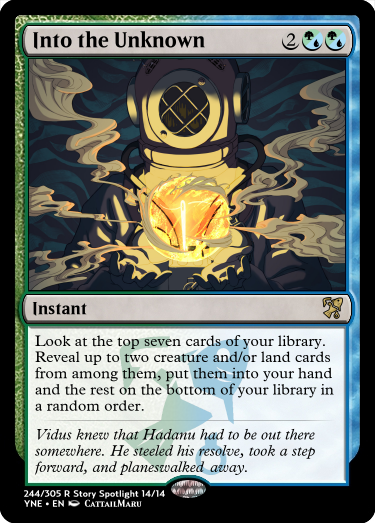 Into the Unknown 2
Instant
Look at the top seven cards of your library.
Reveal up to two creature and/or land cards
from among them, put them into your hand
and the rest on the bottom of your library in
a random order.
Vidus knew that Hadanu had to be out there
somewhere. He steeled his resolve, took a step
forward, and planeswalked away.
244/305 R Story Spotlight 14/14
YNE • EN CattailMaru